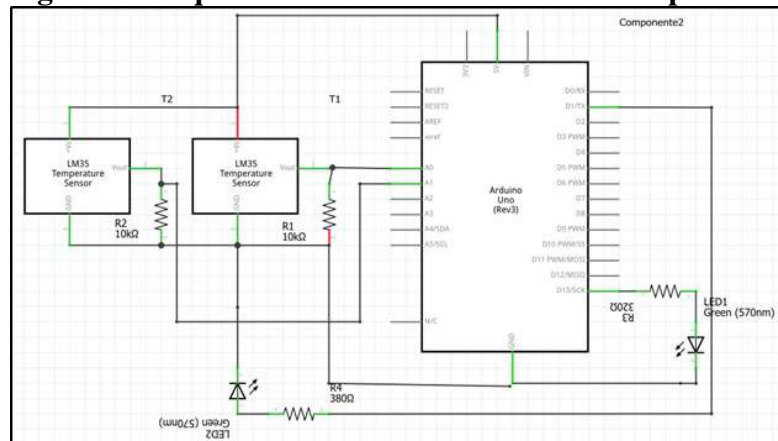 Componente2
T2
T1
3V3
5V
VIN
RESET
RESET2
AREF
ioref
A0
A1
A2
A3
A4/SDA
A5/SCL
N/C
GND
D0/RX
D1/TX
D2
D3 PWM
D4
D5 PWM
D6 PWM
D7
D8
D9 PWM
D10 PWM/SS
D11 PWM/MOSI
D12/MISO
D13/SCK
Arduino
Uno
(Rev3)
+Vs
LM35
Temperature
Sensor
Vout
GND
+Vs
LM35
Temperature
Sensor
Vout
GND
R2
10kΩ
R1
10kΩ
R3
320Ω
LED1
Green (570nm)
R4
380Ω
LED2
Green (570nm)